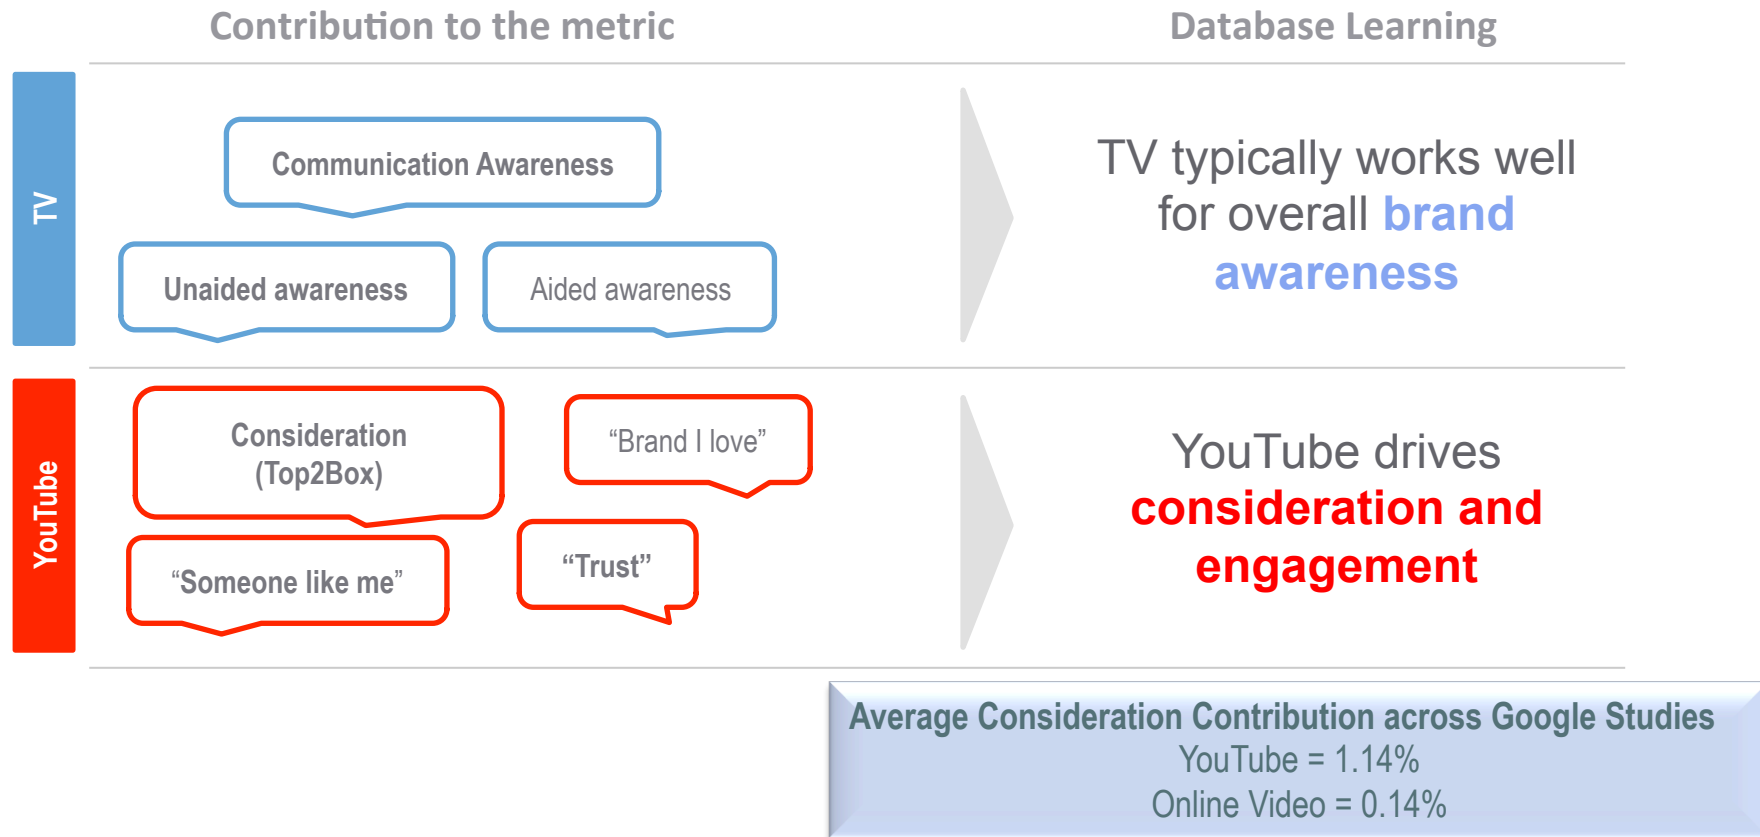 Contribution to the metric
Database Learning
TV
Communication Awareness
Unaided awareness
Aided awareness
TV typically works well
for overall brand
awareness
YouTube
Consideration
(Top2Box)
“Brand I love”
“Someone like me”
“Trust”
YouTube drives
consideration and
engagement
Average Consideration Contribution across Google Studies
YouTube = 1.14%
Online Video = 0.14%